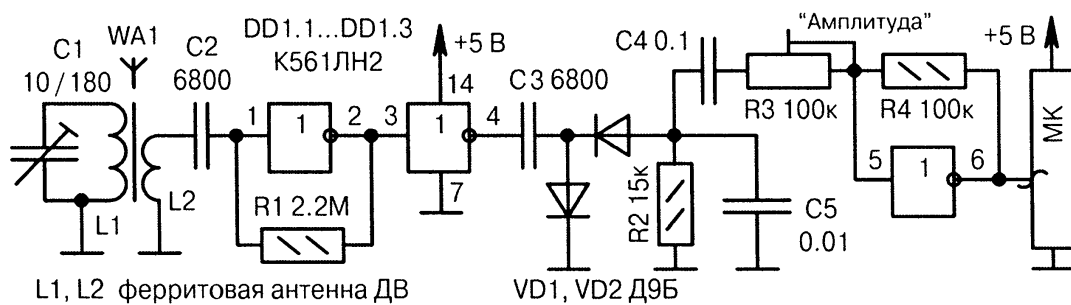 DD1.1...DD1.3
К561ЛН2
C1
10 / 180
WA1
C2
6800
+5 В
14
C3 6800
C4 0.1
“Амплитуда”
+5 В
R3 100к
R4 100к
МК
1
1
2
3
1
4
7
5
1
6
L1
L2
R1 2.2М
R2 15к
C5
0.01
L1, L2 ферритовая антенна ДВ
VD1, VD2 Д9Б